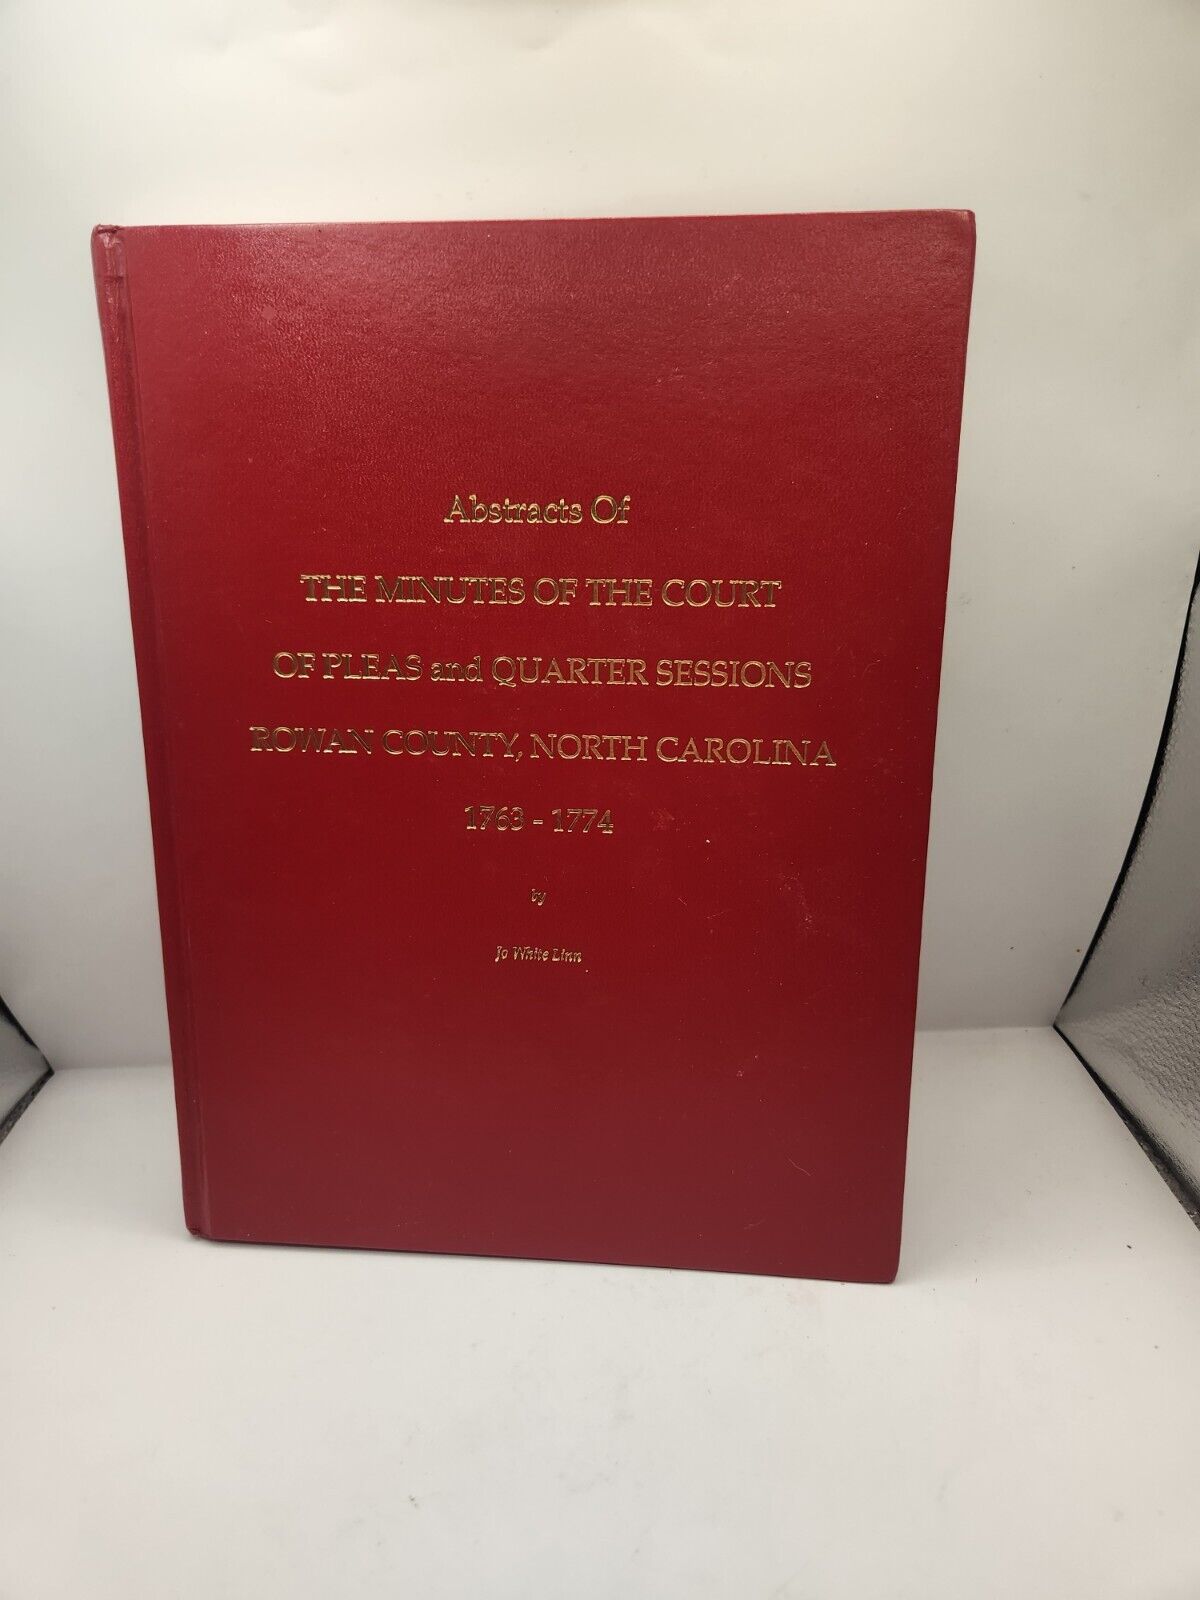 Abstracts Of
THE MINUTES OF THE COURT
OF PLEAS and QUARTER SESSIONS
ROWAN COUNTY, NORTH CAROLINA
1763 - 1774
by
Jo White Linn